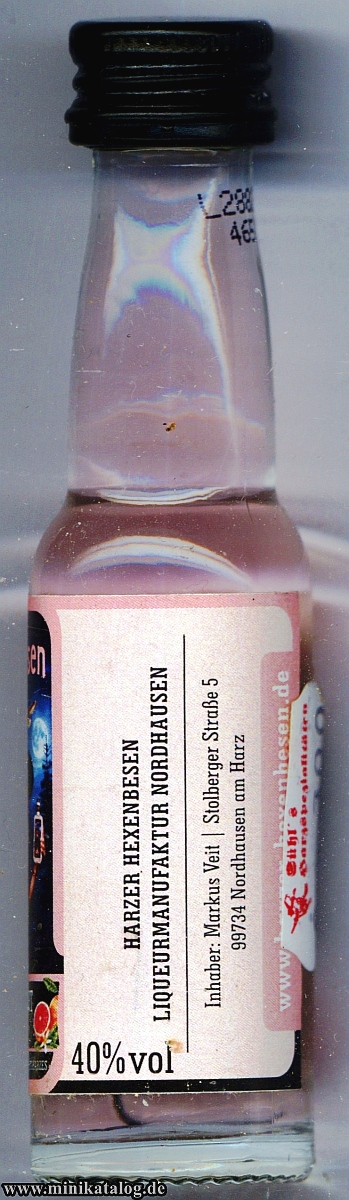 L288
465
sen
HARZER HEXENBESEN
LIQUEURMANUFAKTUR NORDHAUSEN
Inhaber: Markus Veit | Stolberger Straße 5
99734 Nordhausen am Harz
40%vol
www.minikatalog.de